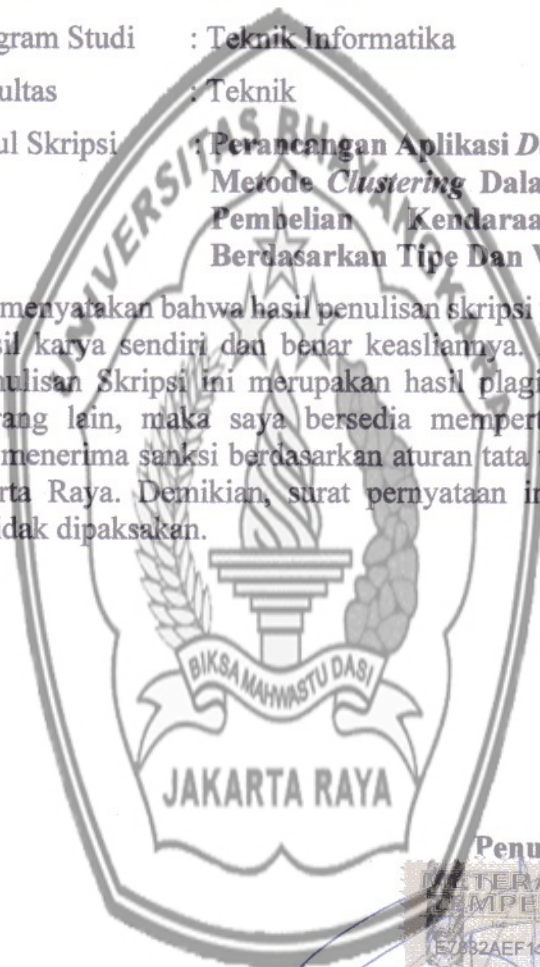 gram Studi : Teknik Informatika
ultas : Teknik
ul Skripsi : Perancangan Aplikasi D
Metode Clustering Dala
Pembelian Kendaraa
Berdasarkan Tipe Dan V
menyatakan bahwa hasil penulisan skripsi
sil karya sendiri dan benar keasliannya.
nulisan Skripsi ini merupakan hasil plagi
rang lain, maka saya bersedia mempert
menerima sanksi berdasarkan aturan tata
rta Raya. Demikian, surat pernyataan in
idak dipaksakan.
UNIVERSITAS BHAYANGKARA
BIKSA MAHWASTU DASI
JAKARTA RAYA
Penu
METERA
TEMPE